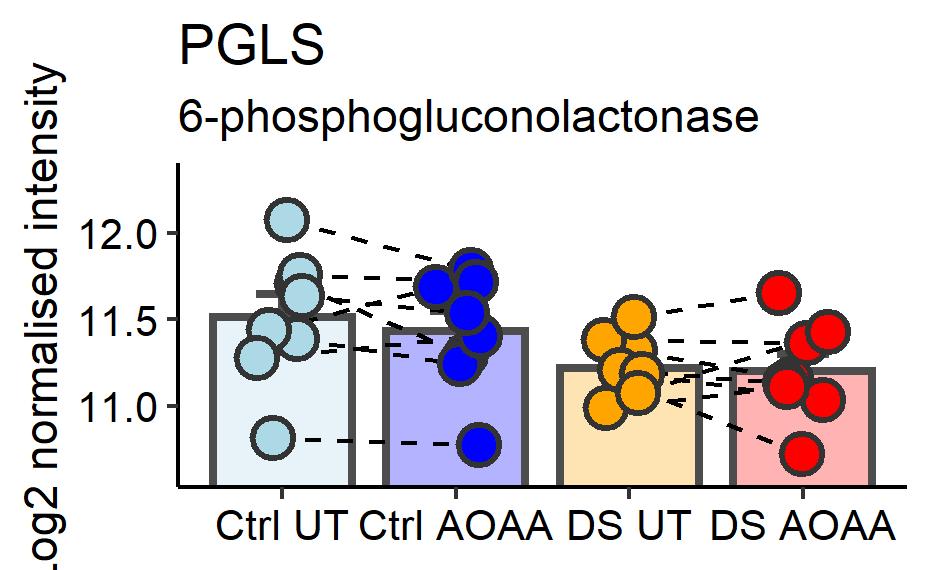 PGLS
6-phosphogluconolactonase
Log2 normalised intensity
12.0
11.5
11.0
Ctrl UT Ctrl AOAA DS UT DS AOAA